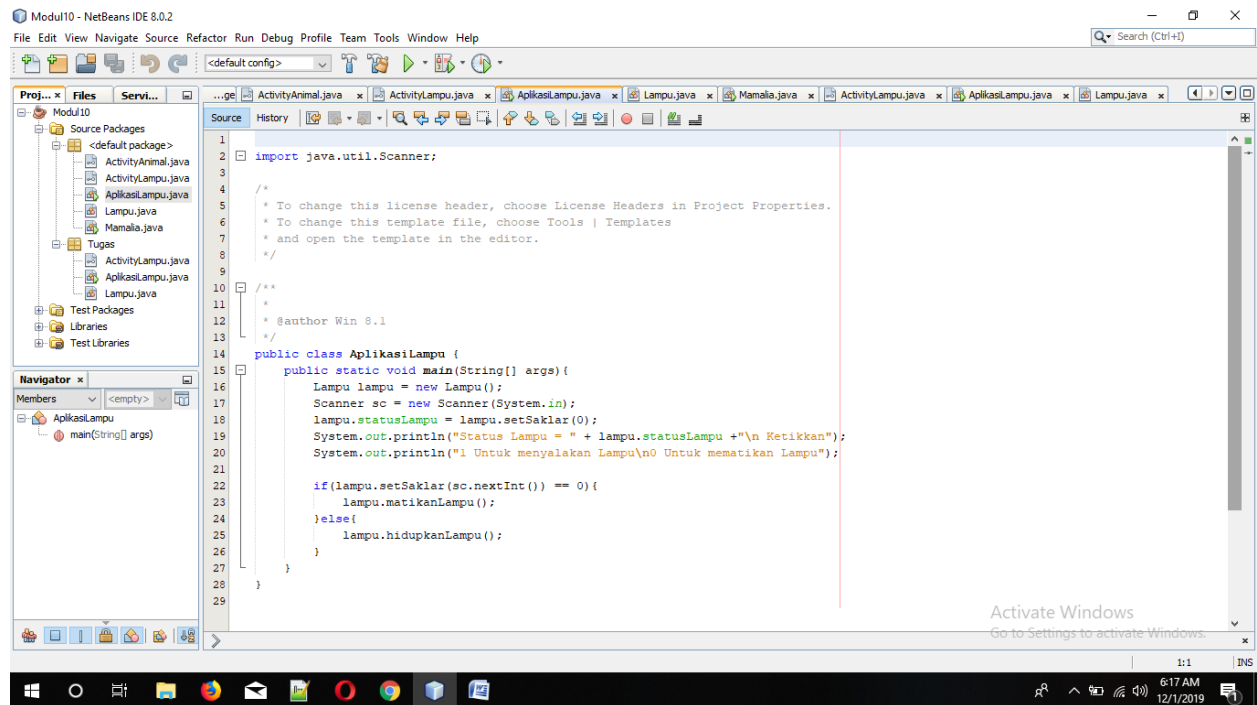 Modul10 - NetBeans IDE 8.0.2
File Edit View Navigate Source Refactor Run Debug Profile Team Tools Window Help
Search (Ctrl+I)
<default config>
Proj... Files Servi...
...ge ActivityAnimal.java ActivityLampu.java AplikasiLampu.java Lampu.java Mamalia.java ActivityLampu.java AplikasiLampu.java Lampu.java
Modul10
Source Packages
<default package>
ActivityAnimal.java
ActivityLampu.java
AplikasiLampu.java
Lampu.java
Mamalia.java
Tugas
ActivityLampu.java
AplikasiLampu.java
Lampu.java
Test Packages
Libraries
Test Libraries
Navigator
Members <empty>
AplikasiLampu
main(String[] args)
Source History
1
2 import java.util.Scanner;
3
4 /*
5 * To change this license header, choose License Headers in Project Properties.
6 * To change this template file, choose Tools | Templates
7 * and open the template in the editor.
8 */
9
10 /**
11 *
12 * @author Win 8.1
13 */
14 public class AplikasiLampu {
15 public static void main(String[] args){
16 Lampu lampu = new Lampu();
17 Scanner sc = new Scanner(System.in);
18 lampu.statusLampu = lampu.setSaklar(0);
19 System.out.println("Status Lampu = " + lampu.statusLampu +"\n Ketikkan");
20 System.out.println("1 Untuk menyalakan Lampu\n0 Untuk mematikan Lampu");
21
22 if(lampu.setSaklar(sc.nextInt()) == 0){
23 lampu.matikanLampu();
24 }else{
25 lampu.hidupkanLampu();
26 }
27 }
28 }
29
Activate Windows
Go to Settings to activate Windows.
1:1 INS
6:17 AM
12/1/2019
1